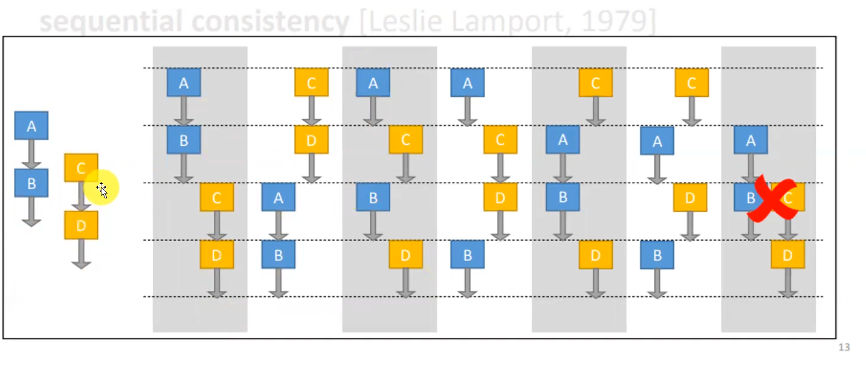 sequential consistency [Leslie Lamport, 1979]
A C A A C C
A
B D C C A A A
C
B C A B D B D B C
D
D B D B D B D
13